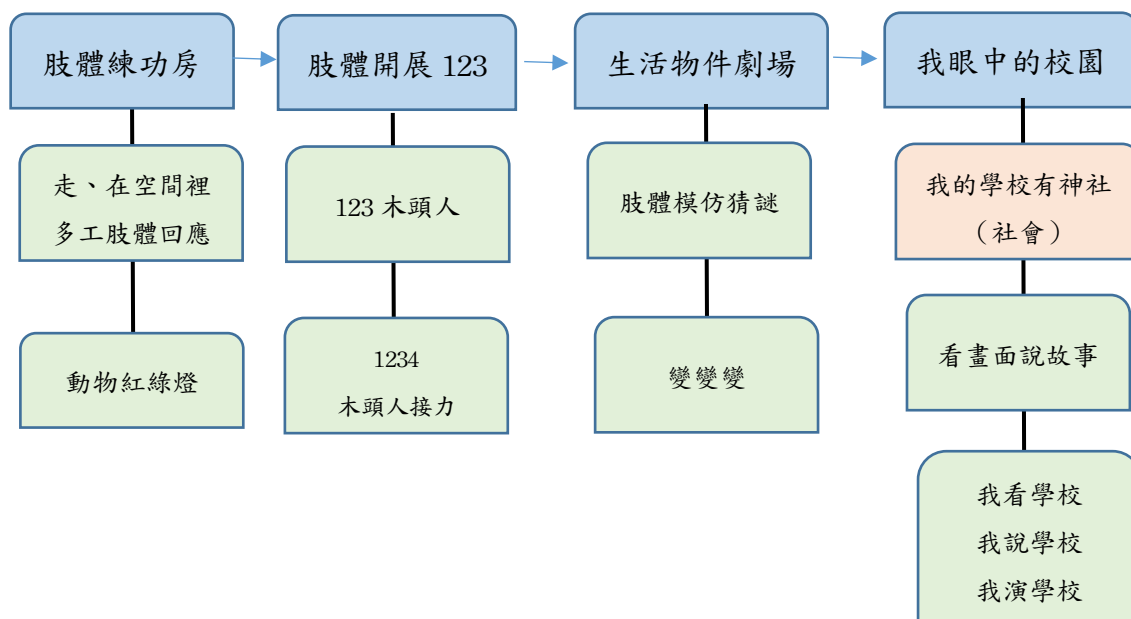 肢體練功房
肢體開展 123
生活物件劇場
我眼中的校園
走、在空間裡
多工肢體回應
123 木頭人
肢體模仿猜謎
我的學校有神社
（社會）
動物紅綠燈
1234
木頭人接力
變變變
看畫面說故事
我看學校
我說學校
我演學校